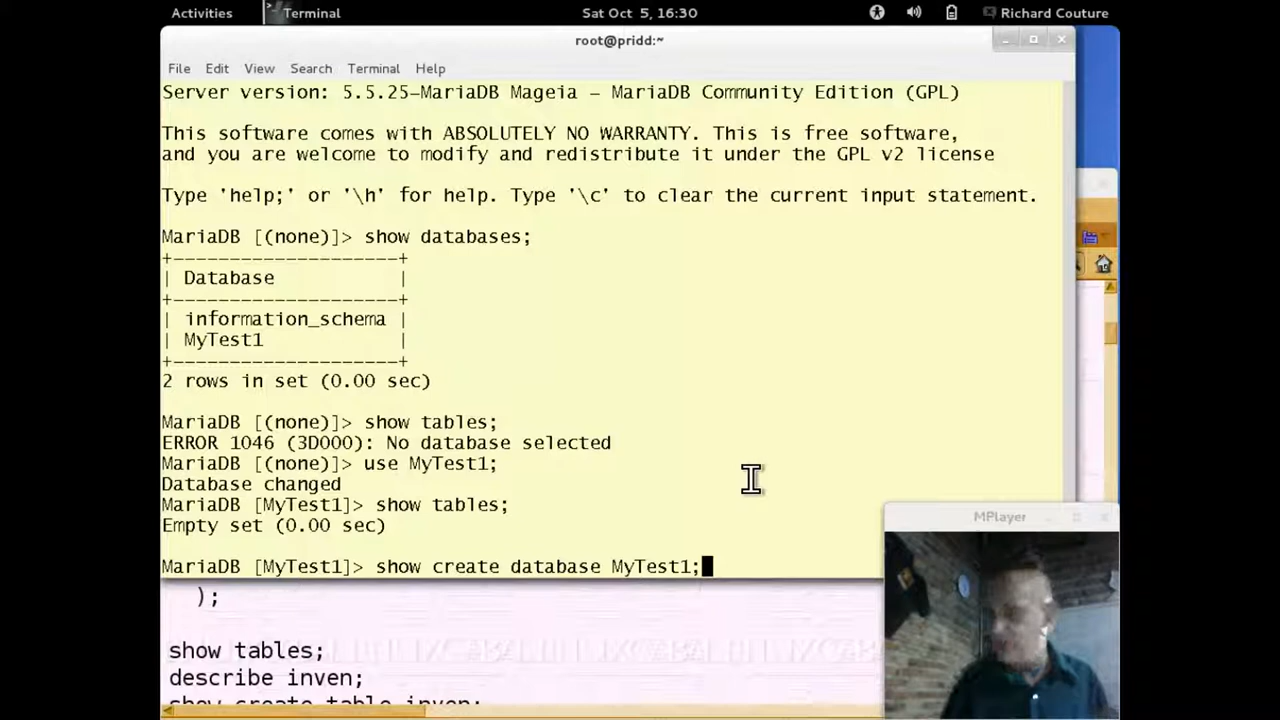 Activities Terminal Sat Oct 5, 16:30 Richard Couture
root@pridd:~
File Edit View Search Terminal Help
Server version: 5.5.25-MariaDB Mageia - MariaDB Community Edition (GPL)
This software comes with ABSOLUTELY NO WARRANTY. This is free software,
and you are welcome to modify and redistribute it under the GPL v2 license
Type 'help;' or '\h' for help. Type '\c' to clear the current input statement.
MariaDB [(none)]> show databases;
+--------------------+
| Database           |
+--------------------+
| information_schema |
| MyTest1            |
+--------------------+
2 rows in set (0.00 sec)
MariaDB [(none)]> show tables;
ERROR 1046 (3D000): No database selected
MariaDB [(none)]> use MyTest1;
Database changed
MariaDB [MyTest1]> show tables;
Empty set (0.00 sec)
MariaDB [MyTest1]> show create database MyTest1;
MPlayer
);
show tables;
describe inven;
show create table inven;